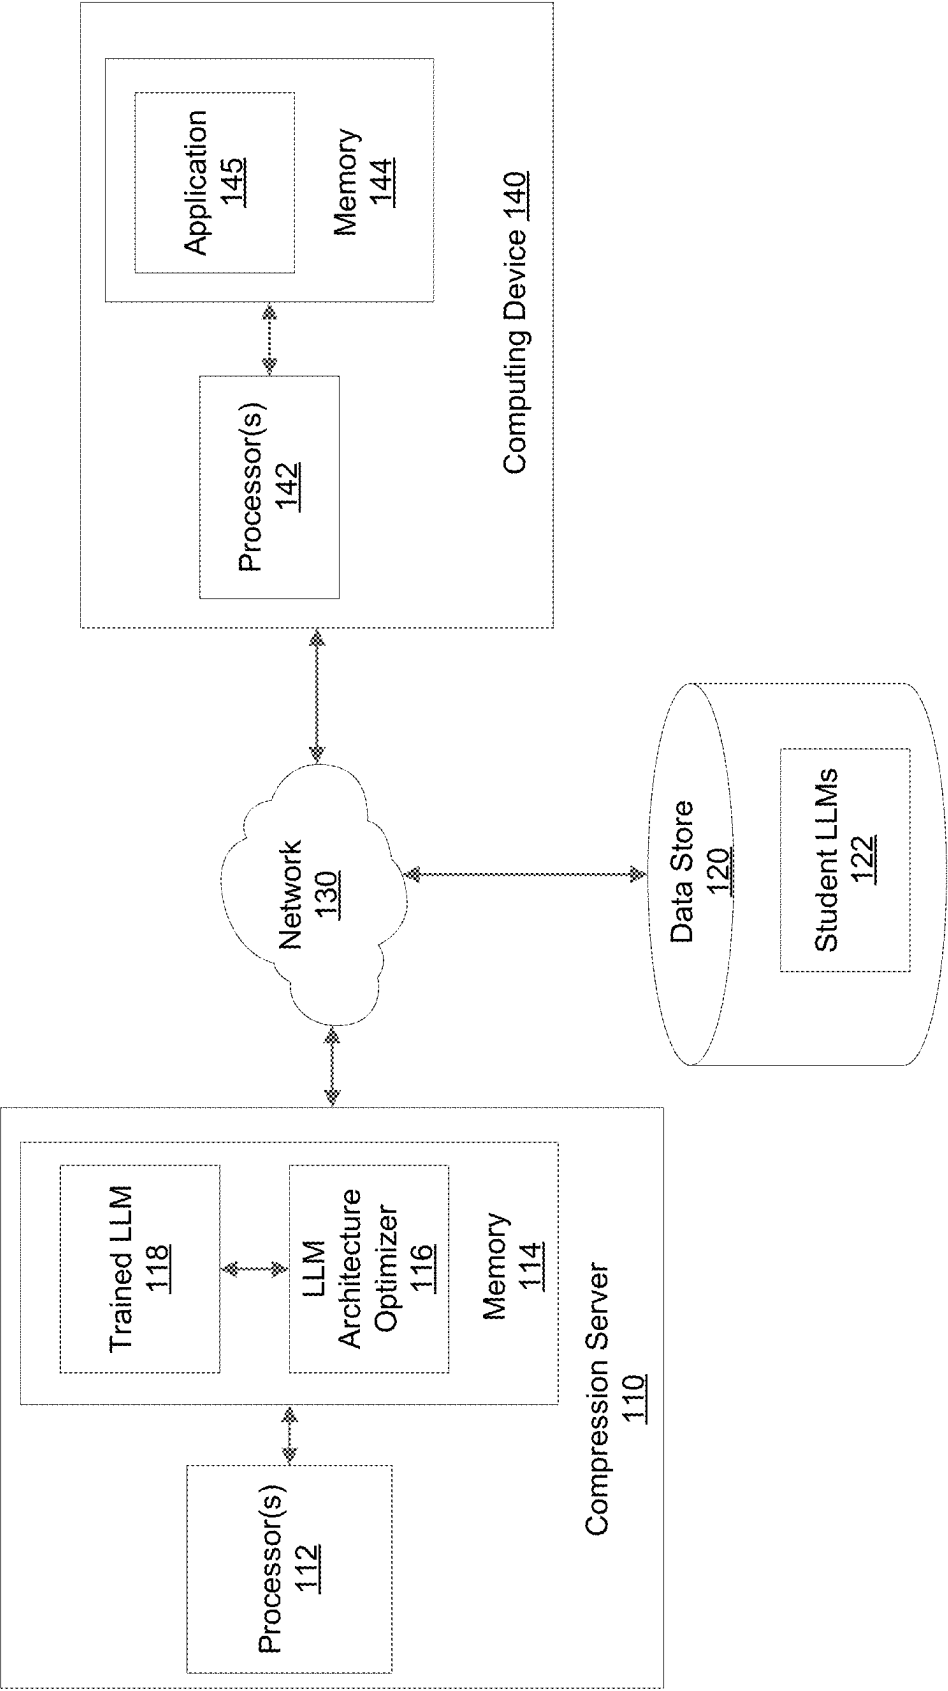 Processor(s)
112
Trained LLM
118
LLM
Architecture
Optimizer
116
Memory
114
Compression Server
110
Network
130
Data Store
120
Student LLMs
122
Processor(s)
142
Application
145
Memory
144
Computing Device 140